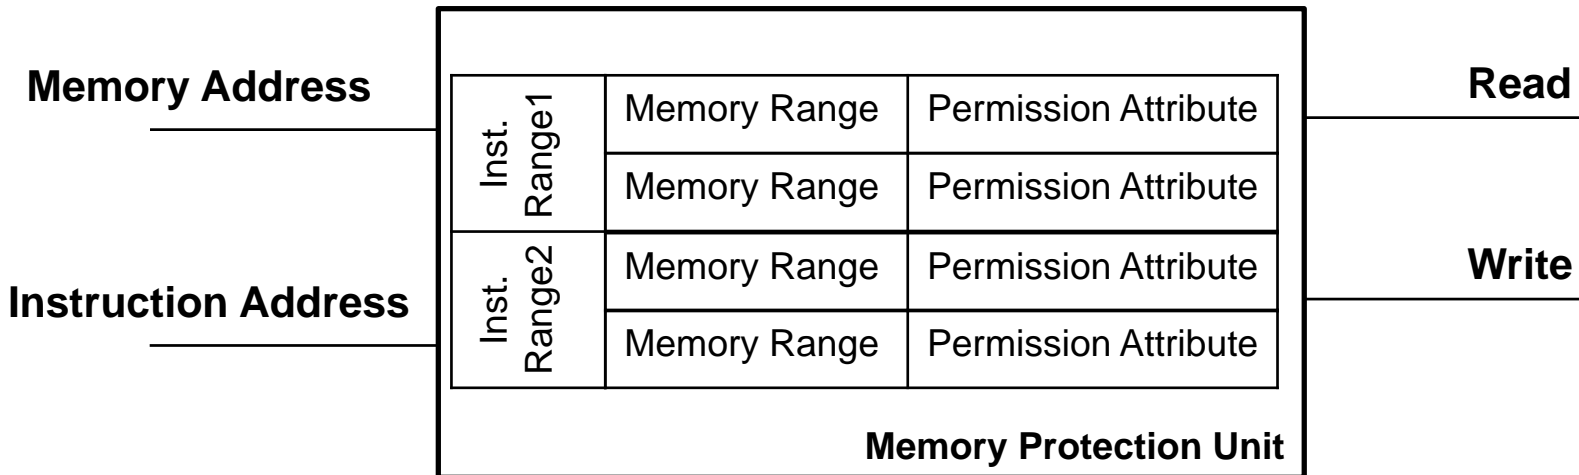 Memory Address
Instruction Address
Inst.
Range1
Memory Range
Permission Attribute
Memory Range
Permission Attribute
Inst.
Range2
Memory Range
Permission Attribute
Memory Range
Permission Attribute
Memory Protection Unit
Read
Write